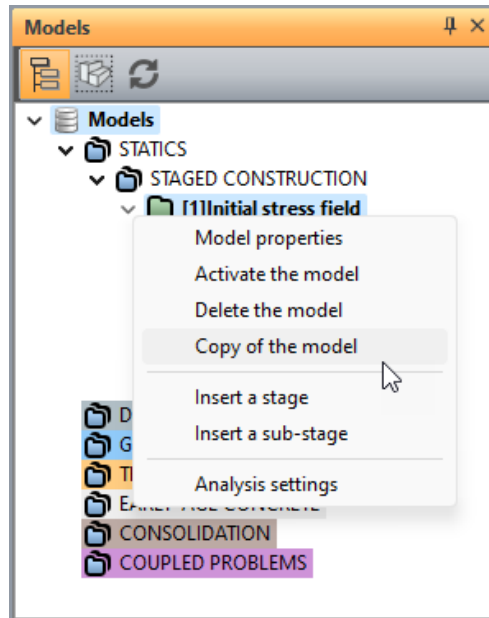 Models
Models
STATICS
STAGED CONSTRUCTION
[1]Initial stress field
Model properties
Activate the model
Delete the model
Copy of the model
Insert a stage
Insert a sub-stage
Analysis settings
D
G
CONCRETE
CONSOLIDATION
COUPLED PROBLEMS